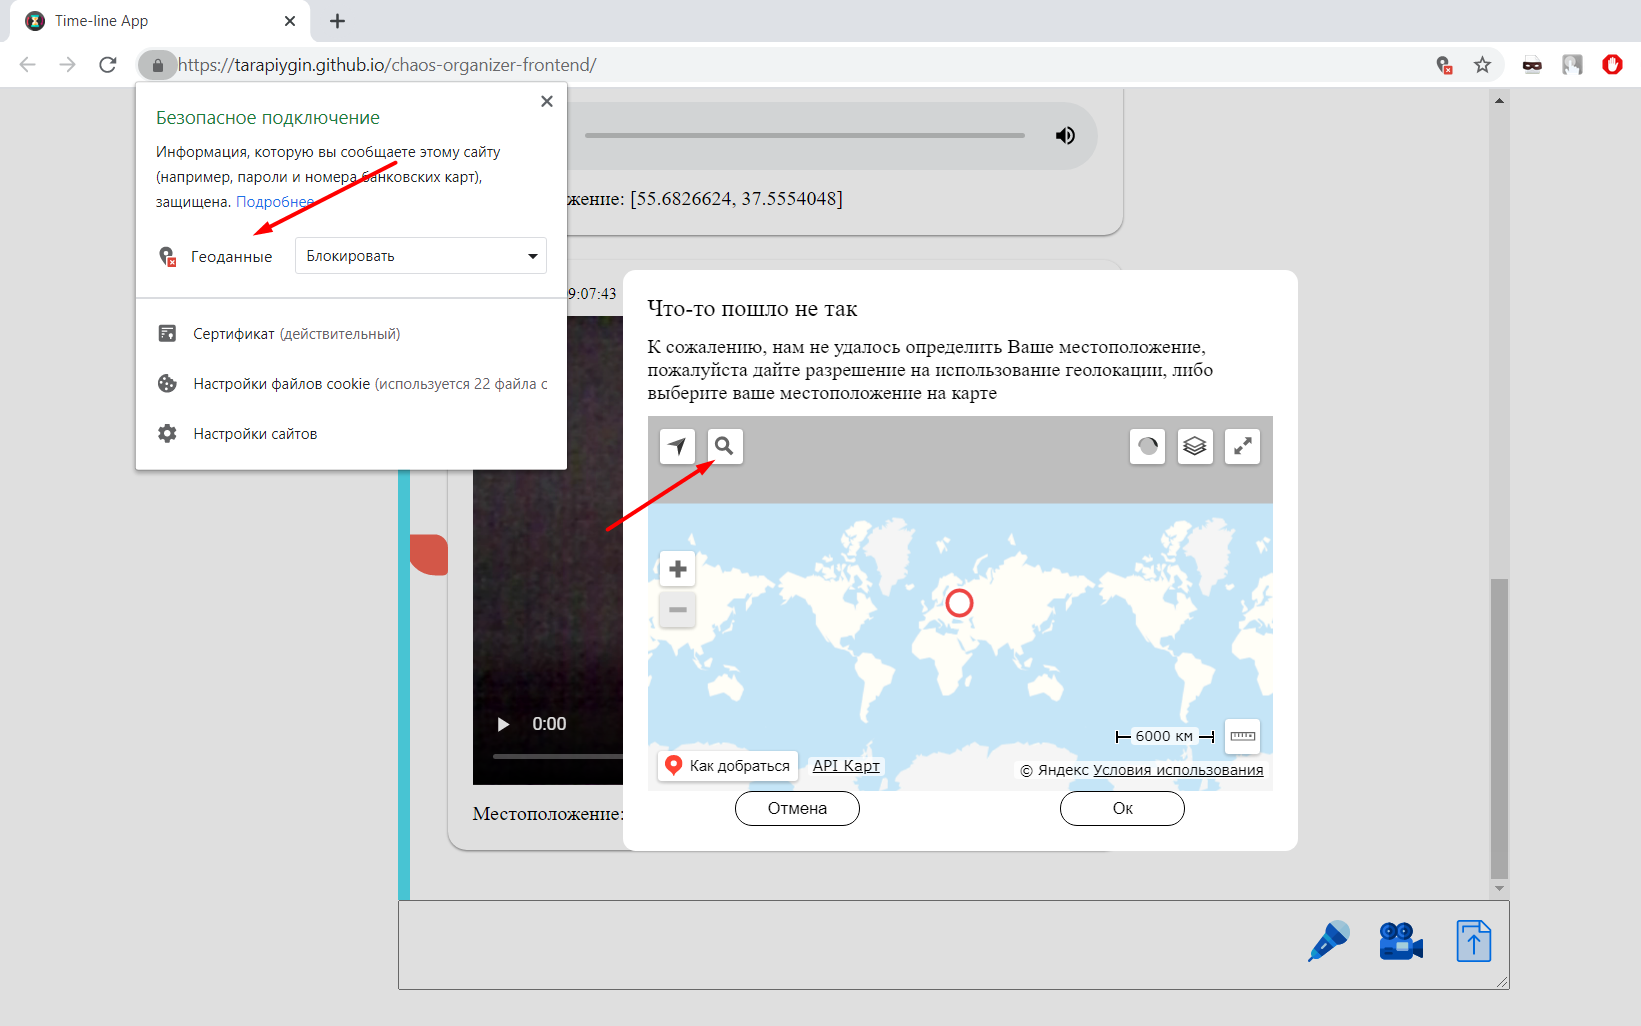 Time-line App
https://tarapiygin.github.io/chaos-organizer-frontend/
Безопасное подключение
Информация, которую вы сообщаете этому сайту
(например, пароли и номера банковских карт),
защищена. Подробнее
Геоданные
Блокировать
Сертификат (действительный)
Настройки файлов cookie (используется 22 файла c
Настройки сайтов
жение: [55.6826624, 37.5554048]
9:07:43
Что-то пошло не так
К сожалению, нам не удалось определить Ваше местоположение,
пожалуйста дайте разрешение на использование геолокации, либо
выберите ваше местоположение на карте
6000 км
Как добраться
API Карт
© Яндекс Условия использования
Отмена
Ок
0:00
Местоположение: